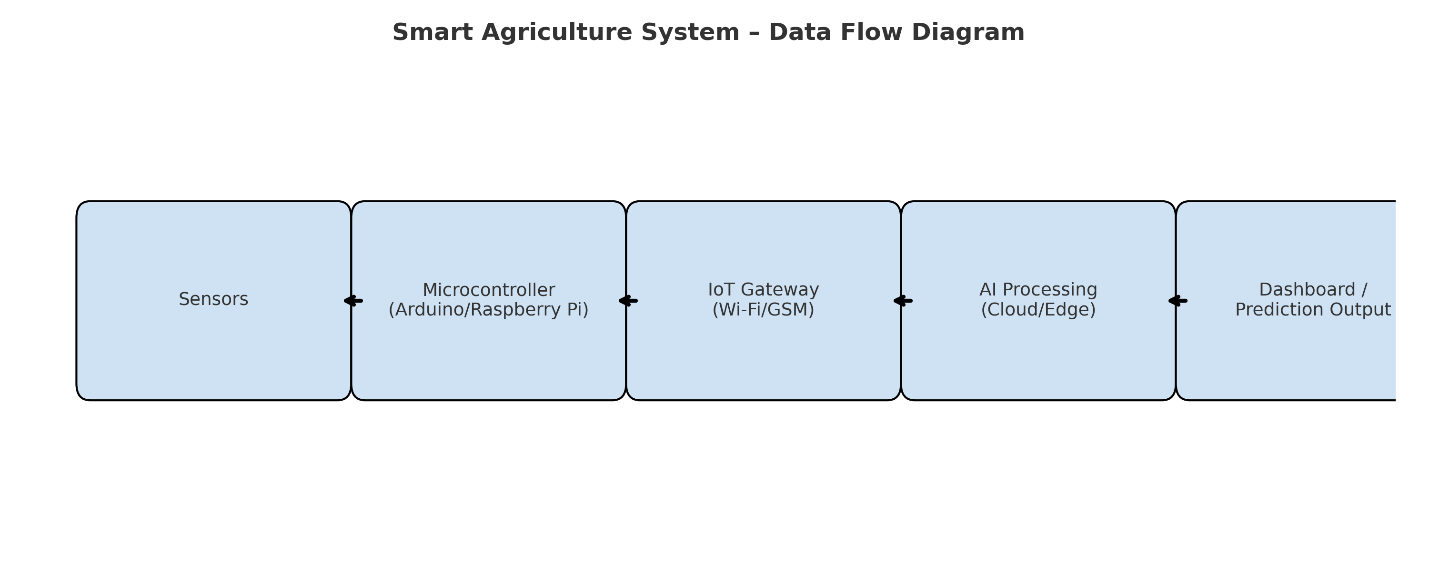 Smart Agriculture System – Data Flow Diagram
Sensors
Microcontroller
(Arduino/Raspberry Pi)
IoT Gateway
(Wi-Fi/GSM)
AI Processing
(Cloud/Edge)
Dashboard /
Prediction Output